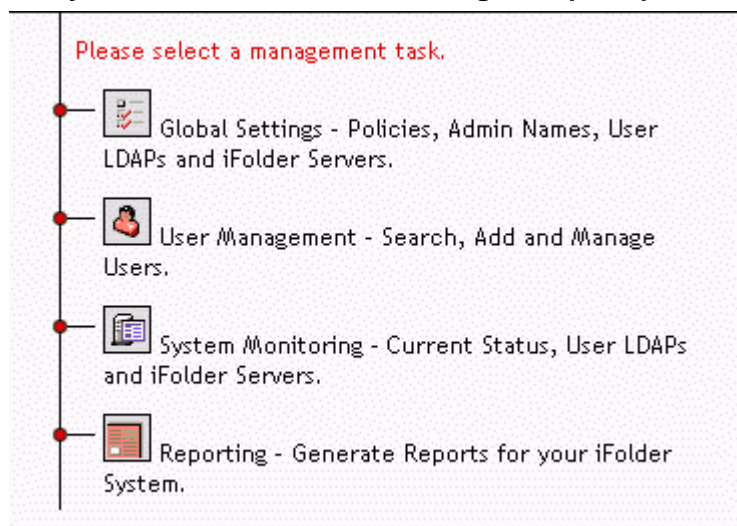 Please select a management task.
Global Settings - Policies, Admin Names, User
LDAPs and iFolder Servers.
User Management - Search, Add and Manage
Users.
System Monitoring - Current Status, User LDAPs
and iFolder Servers.
Reporting - Generate Reports for your iFolder
System.